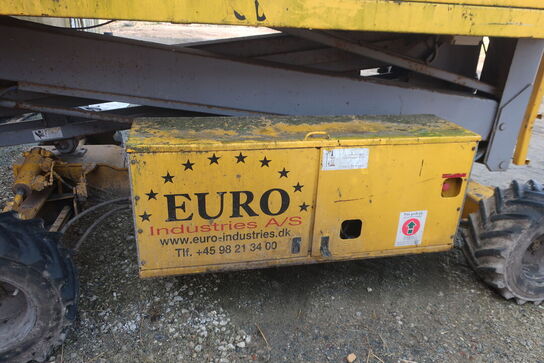 EURO
Industries A/S
www.euro-industries.dk
Tlf. +45 98 21 34 00